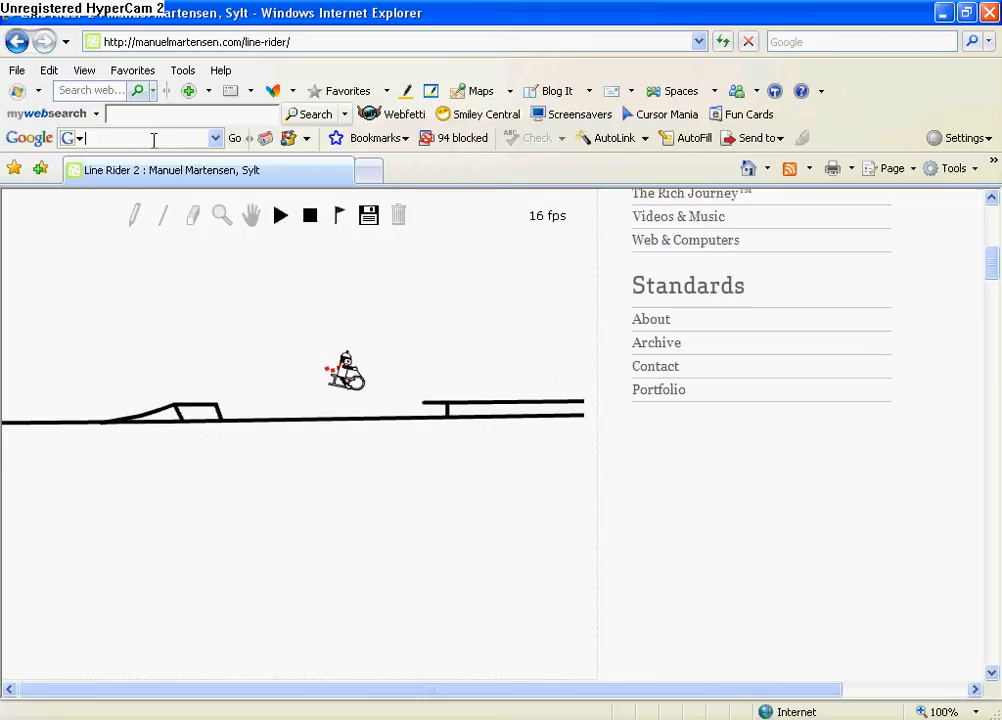 Unregistered HyperCam 2
Martensen, Sylt - Windows Internet Explorer
http://manuelmartensen.com/line-rider/
Google
File Edit View Favorites Tools Help
Search web... Favorites Maps Blog It Spaces
mywebsearch Search Webfetti Smiley Central Screensavers Cursor Mania Fun Cards
Google G Go Bookmarks 94 blocked Check AutoLink AutoFill Send to Settings
Line Rider 2 : Manuel Martensen, Sylt Page Tools
16 fps
The Rich Journey™
Videos & Music
Web & Computers
Standards
About
Archive
Contact
Portfolio
Internet 100%